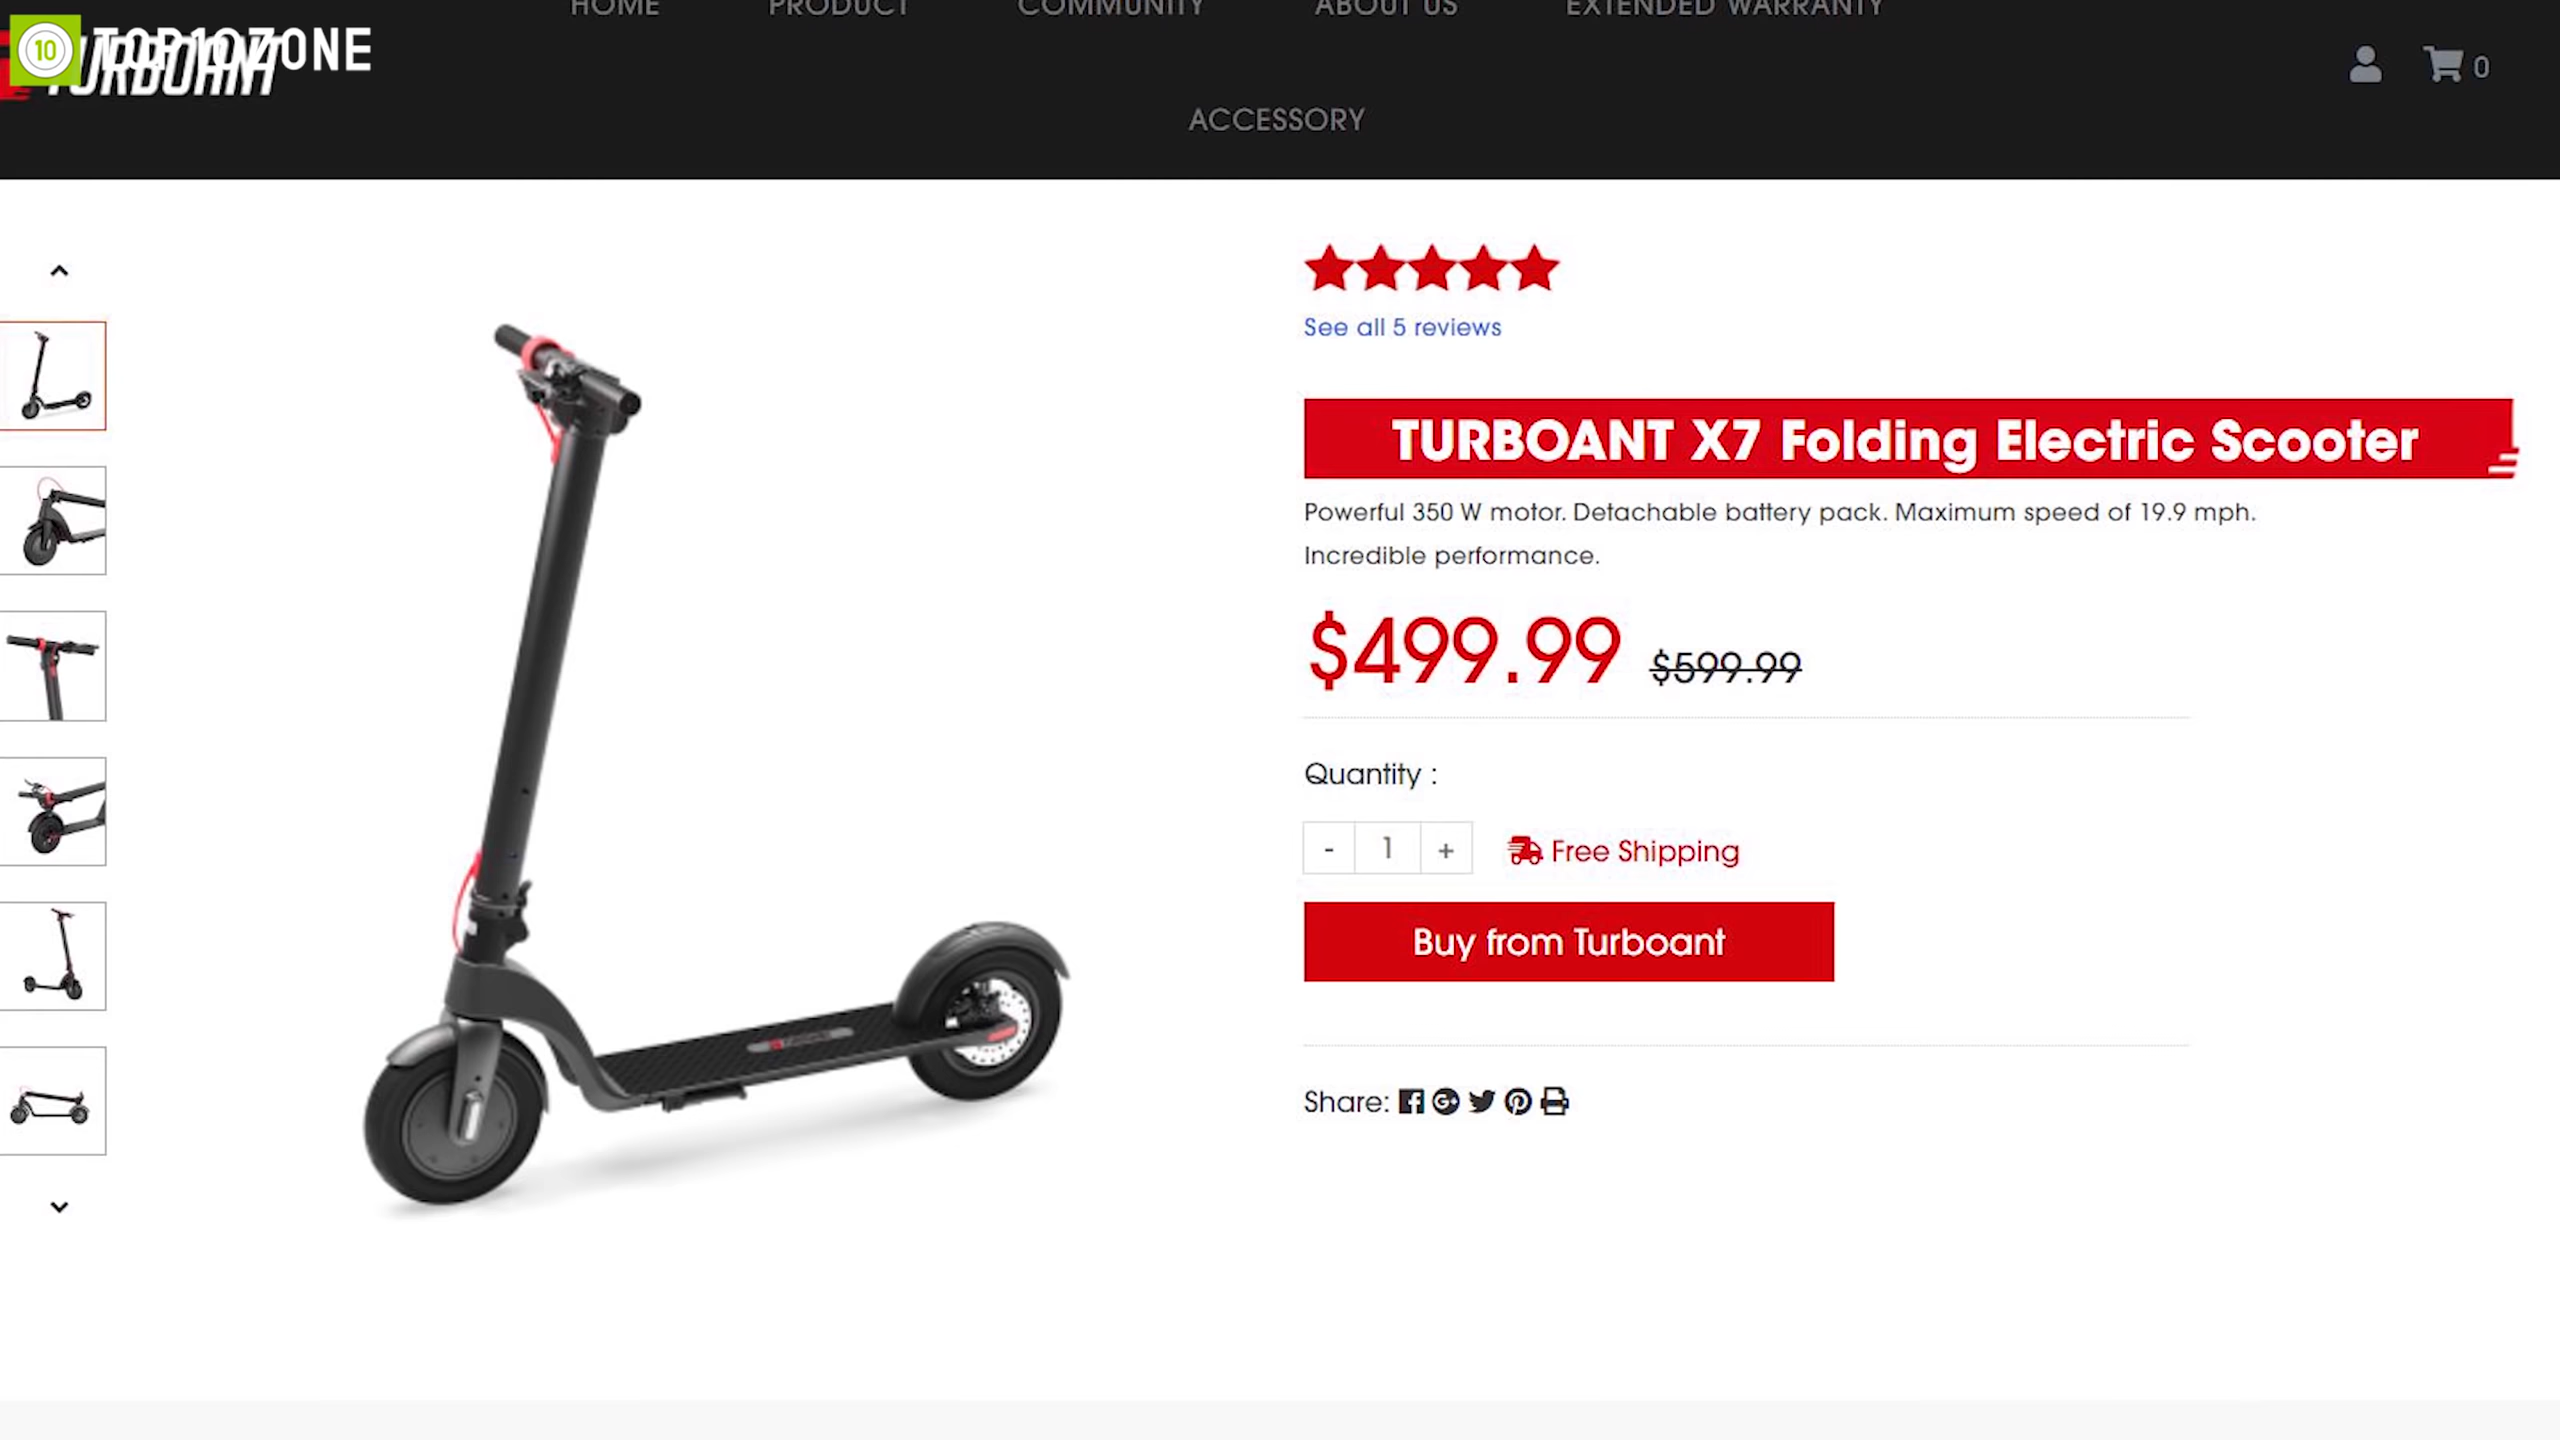 HOME PRODUCT COMMUNITY ABOUT US EXTENDED WARRANTY
10 TOP10ZONE
TURBOANT
0
ACCESSORY
See all 5 reviews
TURBOANT X7 Folding Electric Scooter
Powerful 350 W motor. Detachable battery pack. Maximum speed of 19.9 mph.
Incredible performance.
$499.99 $599.99
Quantity :
- 1 + Free Shipping
Buy from Turboant
Share: